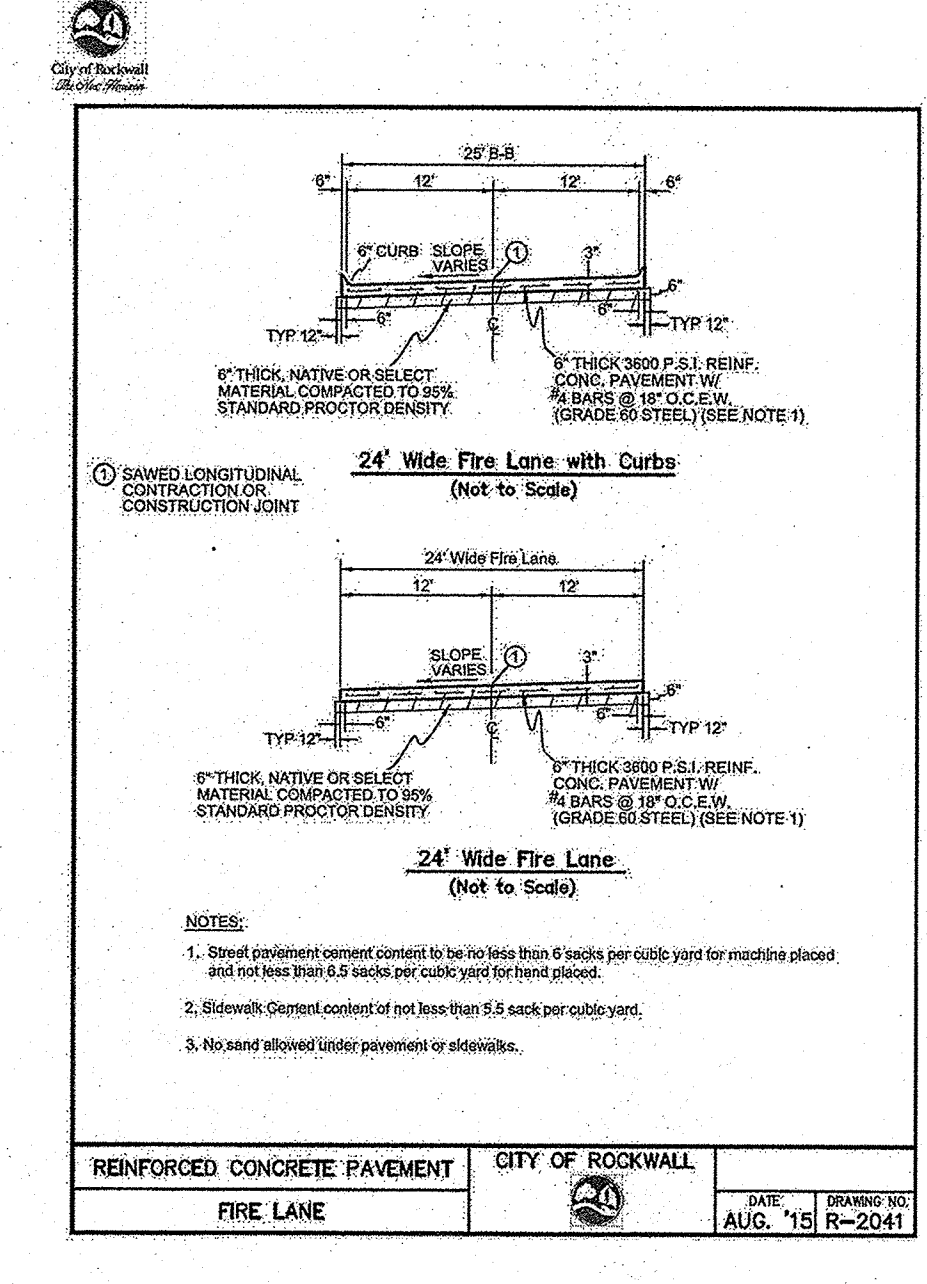 City of Rockwall
The New Horizon
25' B-B
6" 12' 12' 6"
6" CURB SLOPE VARIES 1 3"
6"
6" 6"
TYP 12" TYP 12"
6" THICK, NATIVE OR SELECT
MATERIAL COMPACTED TO 95%
STANDARD PROCTOR DENSITY
6" THICK 3600 P.S.I. REINF.
CONC. PAVEMENT W/
#4 BARS @ 18" O.C.E.W.
(GRADE 60 STEEL) (SEE NOTE 1)
24' Wide Fire Lane with Curbs
(Not to Scale)
1 SAWED LONGITUDINAL
CONTRACTION OR
CONSTRUCTION JOINT
24' Wide Fire Lane
12' 12'
SLOPE VARIES 1 3"
6"
6" 6"
TYP 12" TYP 12"
6" THICK, NATIVE OR SELECT
MATERIAL COMPACTED TO 95%
STANDARD PROCTOR DENSITY
6" THICK 3600 P.S.I. REINF.
CONC. PAVEMENT W/
#4 BARS @ 18" O.C.E.W.
(GRADE 60 STEEL) (SEE NOTE 1)
24' Wide Fire Lane
(Not to Scale)
NOTES:
1. Street pavement cement content to be no less than 6 sacks per cubic yard for machine placed
and not less than 6.5 sacks per cubic yard for hand placed.
2. Sidewalk Cement content of not less than 5.5 sack per cubic yard.
3. No sand allowed under pavement or sidewalks.
REINFORCED CONCRETE PAVEMENT
FIRE LANE
CITY OF ROCKWALL
DATE
AUG. '15
DRAWING NO.
R-2041